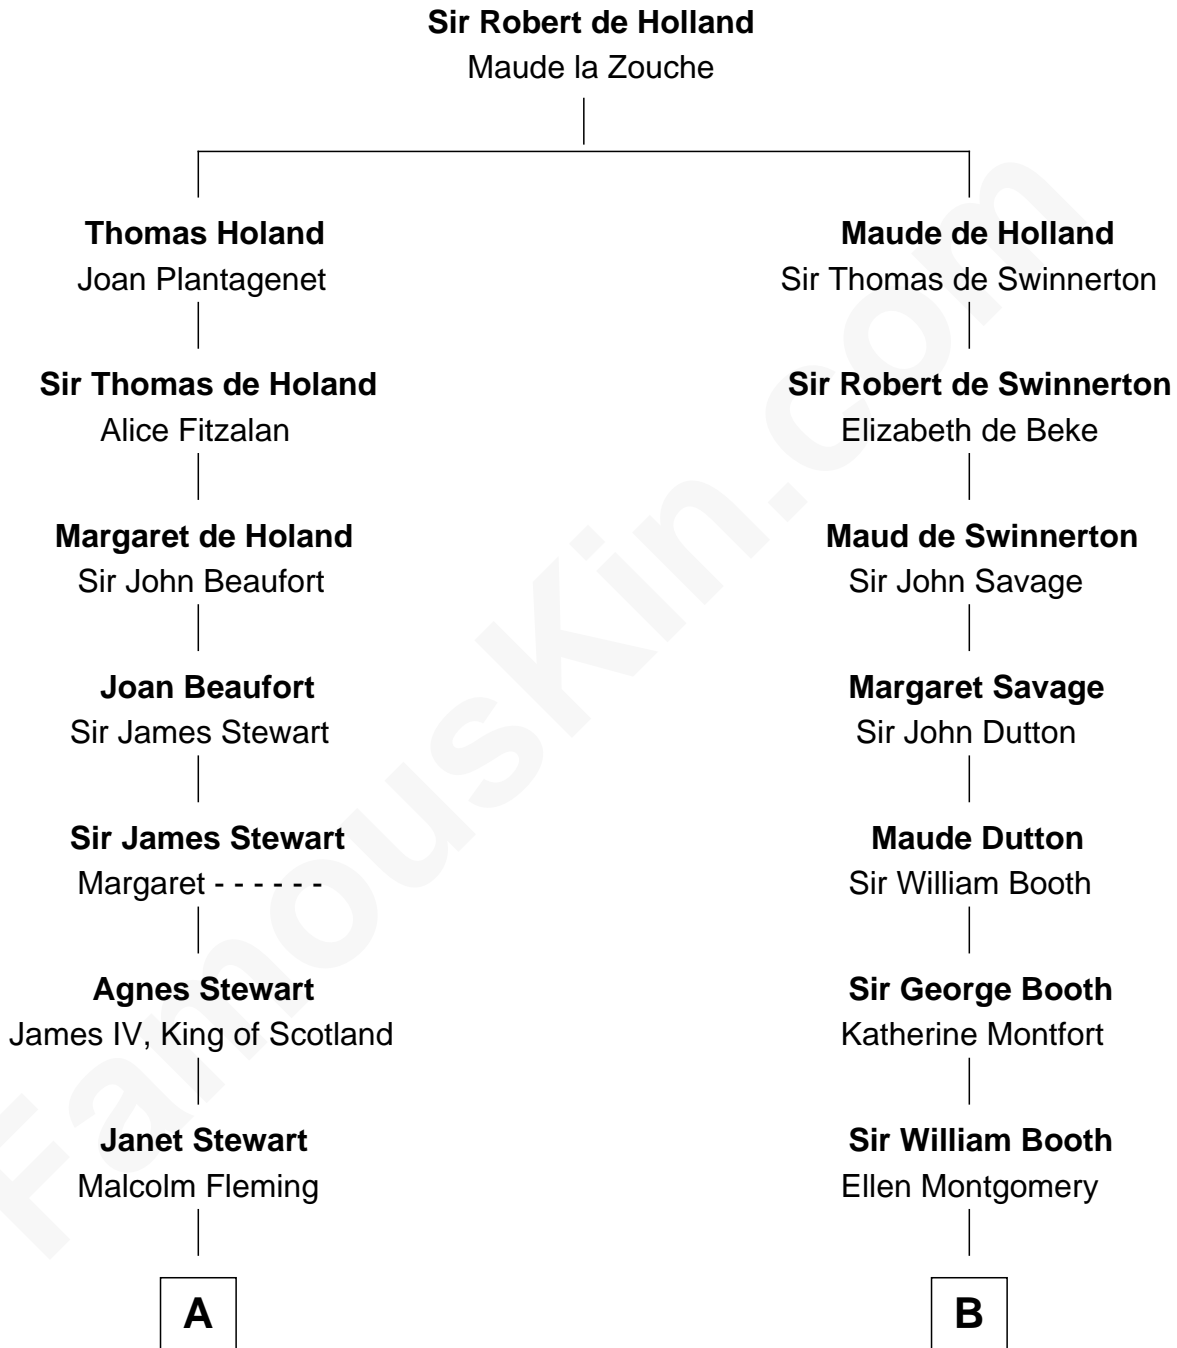 Sir Robert de Holland
Maude la Zouche
Thomas Holand
Joan Plantagenet
Sir Thomas de Holand
Alice Fitzalan
Margaret de Holand
Sir John Beaufort
Joan Beaufort
Sir James Stewart
Sir James Stewart
Margaret - - - - - -
Agnes Stewart
James IV, King of Scotland
Janet Stewart
Malcolm Fleming
A
Maude de Holland
Sir Thomas de Swinnerton
Sir Robert de Swinnerton
Elizabeth de Beke
Maud de Swinnerton
Sir John Savage
Margaret Savage
Sir John Dutton
Maude Dutton
Sir William Booth
Sir George Booth
Katherine Montfort
Sir William Booth
Ellen Montgomery
B
FamousKin.com